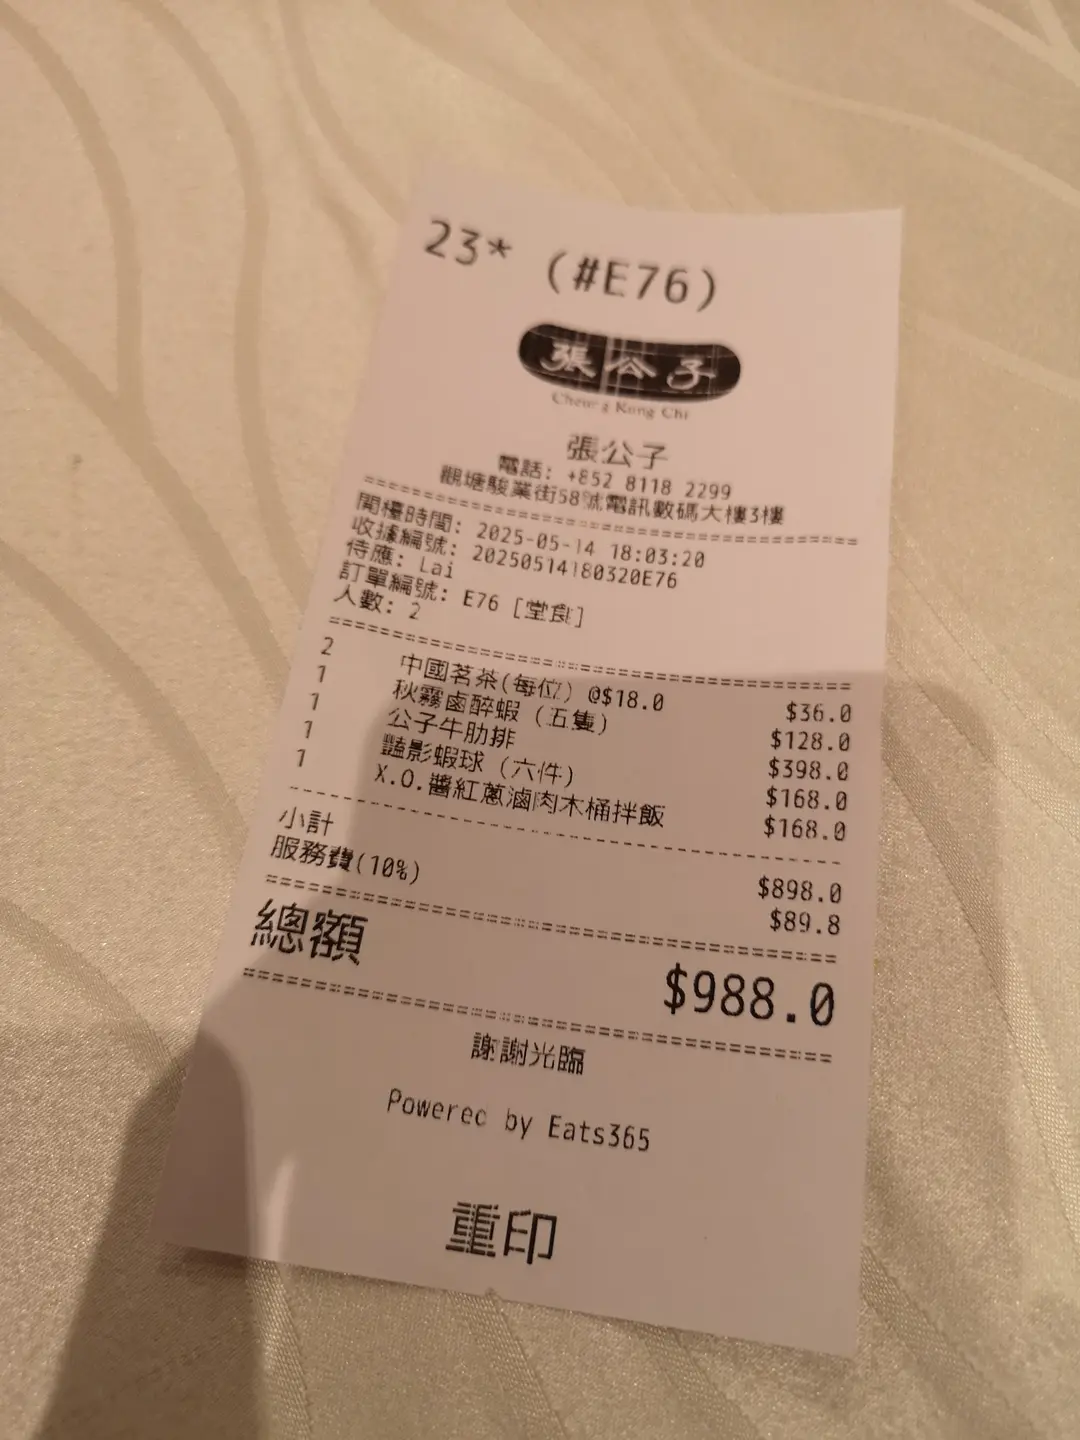 23* (#E76)
張公子
Cheung Kung Chi
張公子
電話: +852 8118 2299
觀塘駿業街58號電訊數碼大樓3樓
開檯時間: 2025-05-14 18:03:20
收據編號: 20250514180320E76
侍應: Lai
訂單編號: E76 [堂食]
人數: 2
2 中國茗茶(每位) @$18.0 $36.0
1 秋霧鹵醉蝦 (五隻) $128.0
1 公子牛肋排 $398.0
1 豔影蝦球 (六件) $168.0
1 X.O.醬紅蔥滷肉木桶拌飯 $168.0
小計 $898.0
服務費(10%) $89.8
總額 $988.0
謝謝光臨
Powered by Eats365
重印